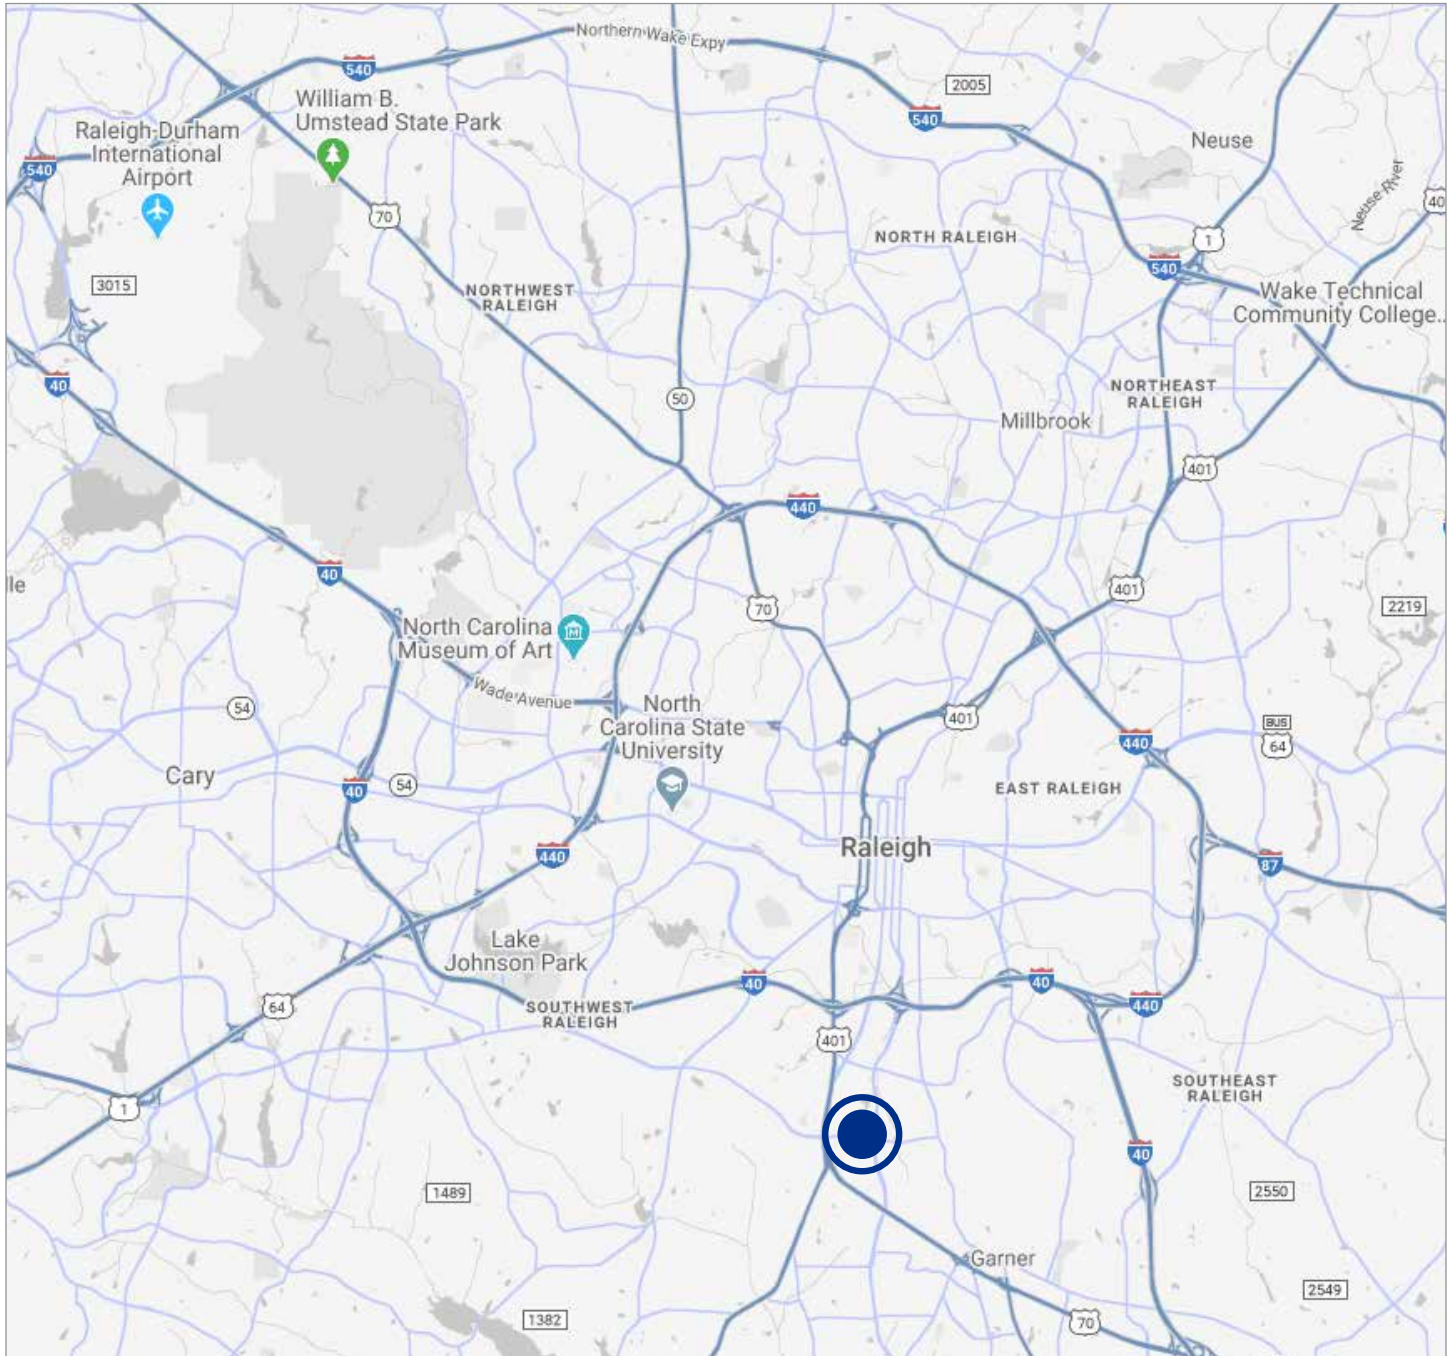 Northern Wake Expy
540
2005
William B.
Umstead State Park
540
Raleigh-Durham
International
Airport
Neuse
540
Neuse River
40
70
1
NORTH RALEIGH
540
3015
NORTHWEST
RALEIGH
Wake Technical
Community College..
40
50
NORTHEAST
RALEIGH
Millbrook
401
440
40
lle
401
70
2219
North Carolina
Museum of Art
Wade Avenue
54
North
Carolina State
University
401
BUS
64
440
Cary
54
40
EAST RALEIGH
Raleigh
440
87
Lake
Johnson Park
40
40
64
SOUTHWEST
RALEIGH
440
401
SOUTHEAST
RALEIGH
1
40
1489
2550
Garner
2549
1382
70